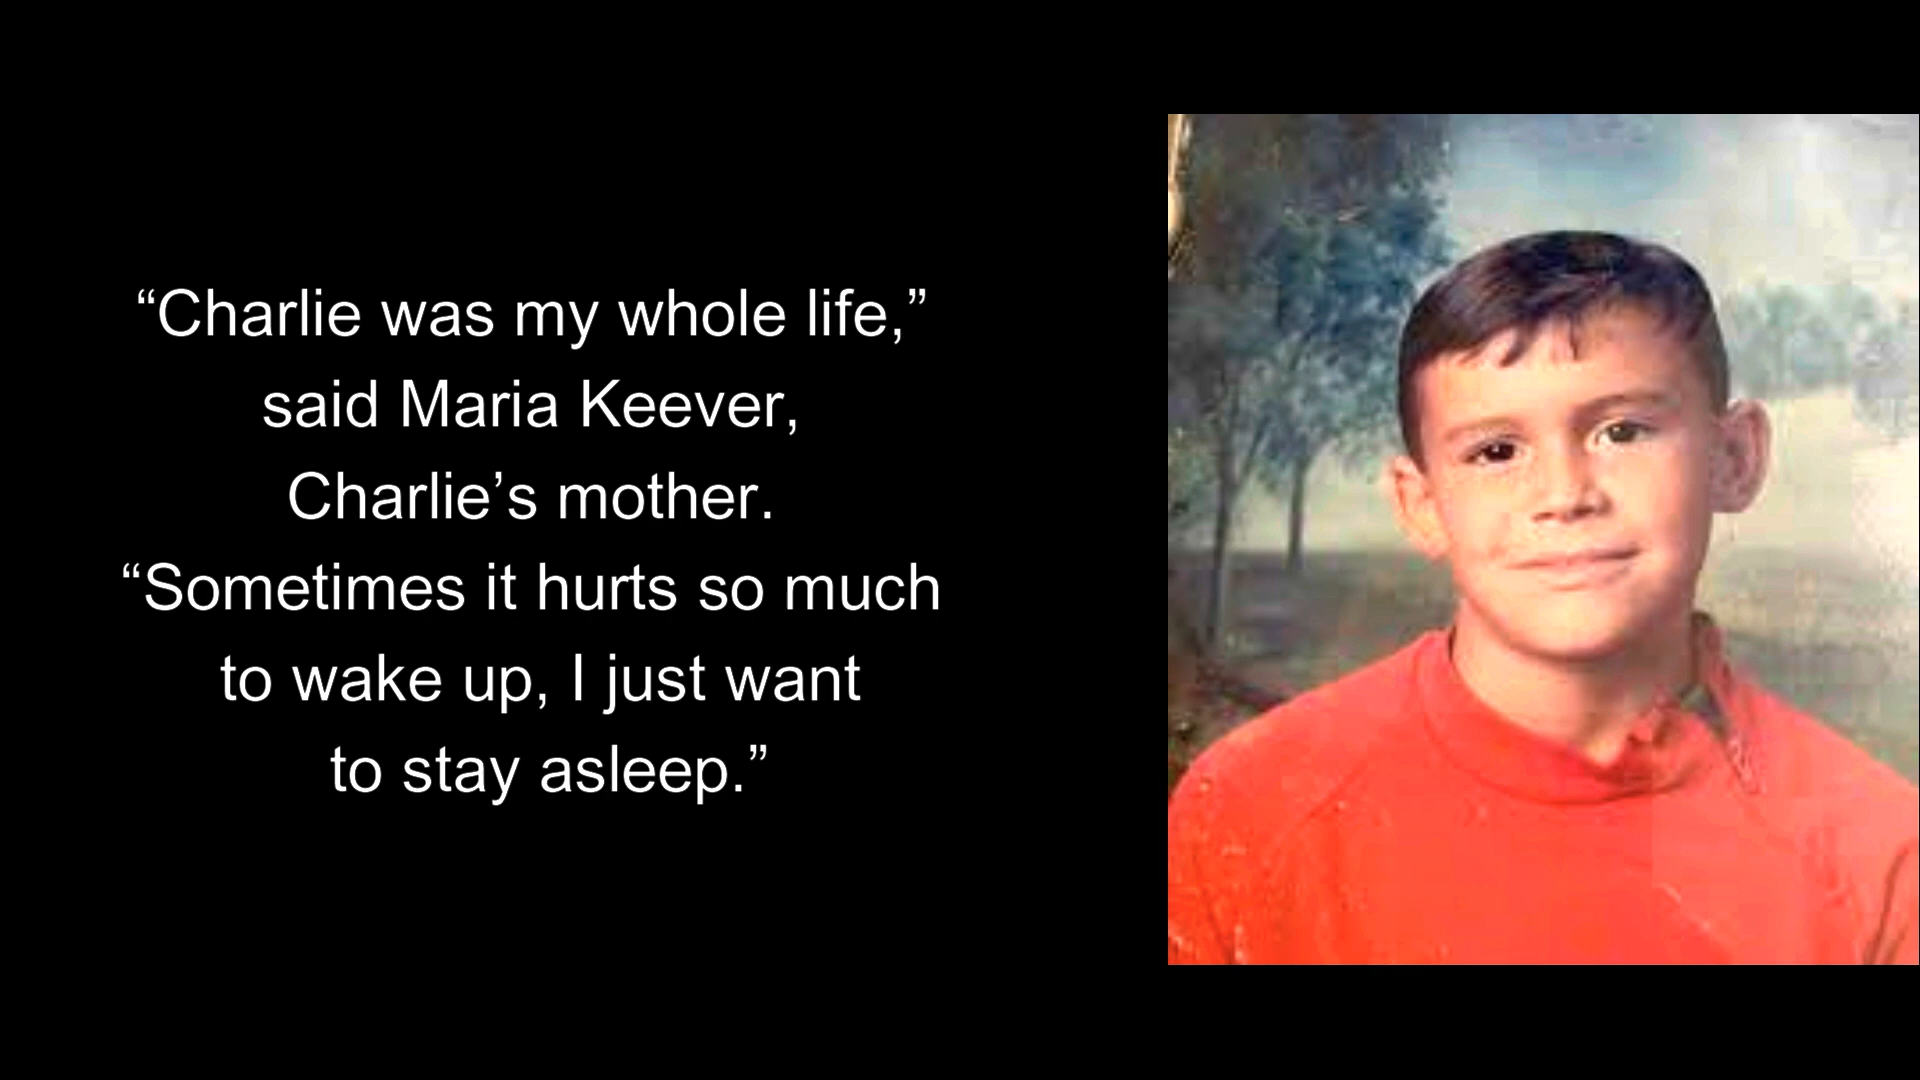 “Charlie was my whole life,”
said Maria Keever,
Charlie’s mother.
“Sometimes it hurts so much
to wake up, I just want
to stay asleep.”